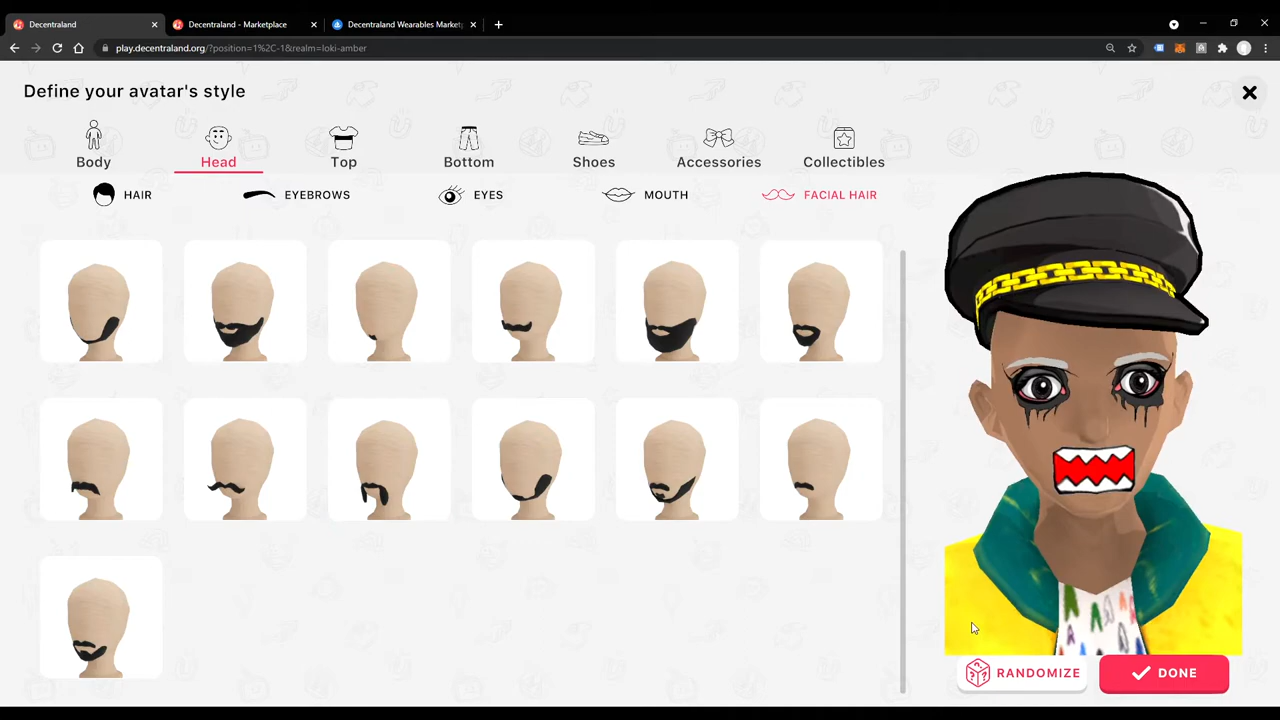 Decentraland
Decentraland - Marketplace
Decentraland Wearables Market
play.decentraland.org/?position=1%2C-1&realm=loki-amber
Define your avatar's style
Body
Head
Top
Bottom
Shoes
Accessories
Collectibles
HAIR
EYEBROWS
EYES
MOUTH
FACIAL HAIR
RANDOMIZE
DONE